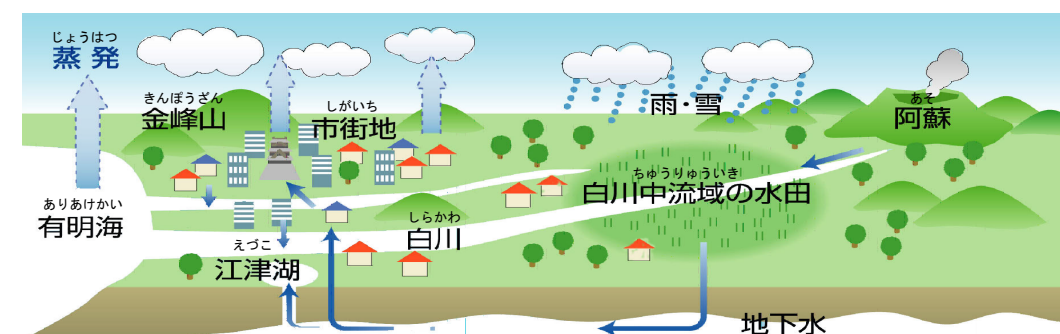 じょうはつ
蒸発
きんぽうざん
金峰山
しがいち
市街地
雨・雪
あそ
阿蘇
ありあけかい
有明海
しらかわ
白川
ちゅうりゅういき
白川中流域の水田
えづこ
江津湖
地下水